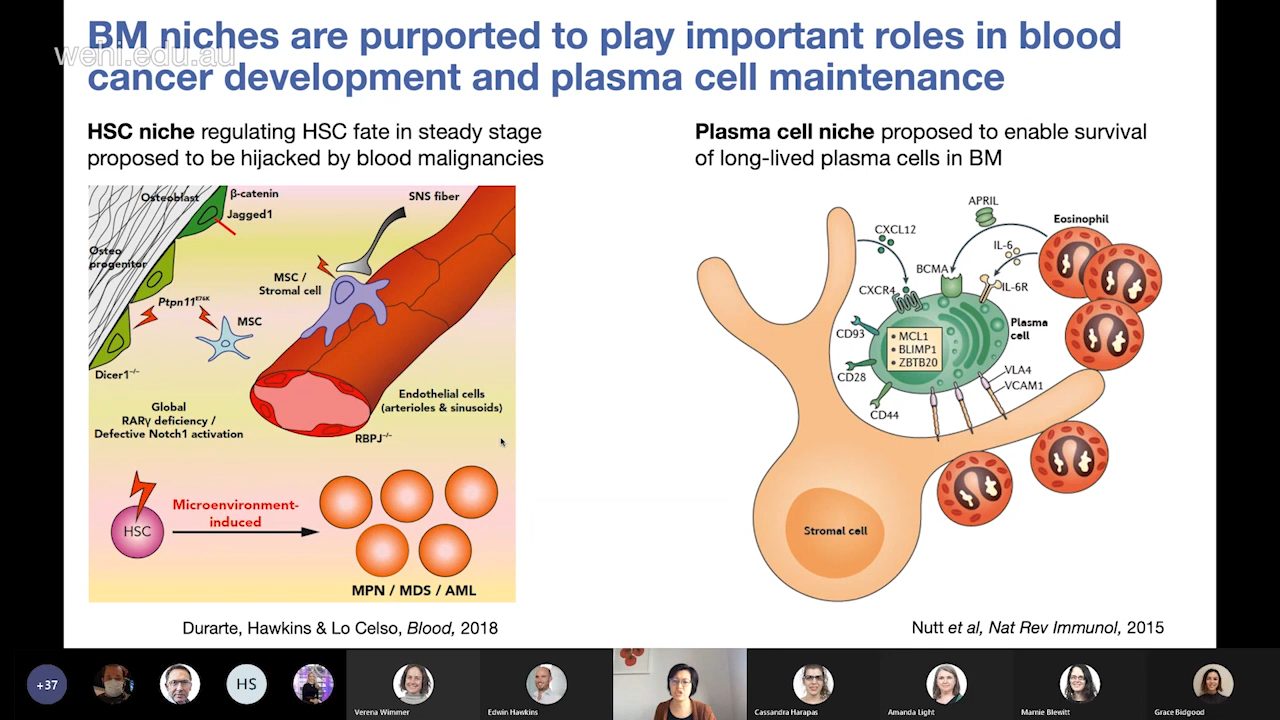 BM niches are purported to play important roles in blood
cancer development and plasma cell maintenance
wehi.edu.au
HSC niche regulating HSC fate in steady stage
proposed to be hijacked by blood malignancies
Osteoblast
β-catenin
Jagged1
SNS fiber
Osteo
progenitor
MSC /
Stromal cell
Ptpn11E76K
MSC
Dicer1-/-
Endothelial cells
(arterioles & sinusoids)
Global
RARγ deficiency /
Defective Notch1 activation
RBPJ-/-
HSC
Microenvironment-
induced
MPN / MDS / AML
Durarte, Hawkins & Lo Celso, Blood, 2018
Plasma cell niche proposed to enable survival
of long-lived plasma cells in BM
APRIL
Eosinophil
CXCL12
IL-6
BCMA
CXCR4
IL-6R
CD93
Plasma
cell
• MCL1
• BLIMP1
• ZBTB20
CD28
VLA4
VCAM1
CD44
Stromal cell
Nutt et al, Nat Rev Immunol, 2015
+37
HS
Verena Wimmer
Edwin Hawkins
Cassandra Harapas
Amanda Light
Marnie Blewitt
Grace Bidgood